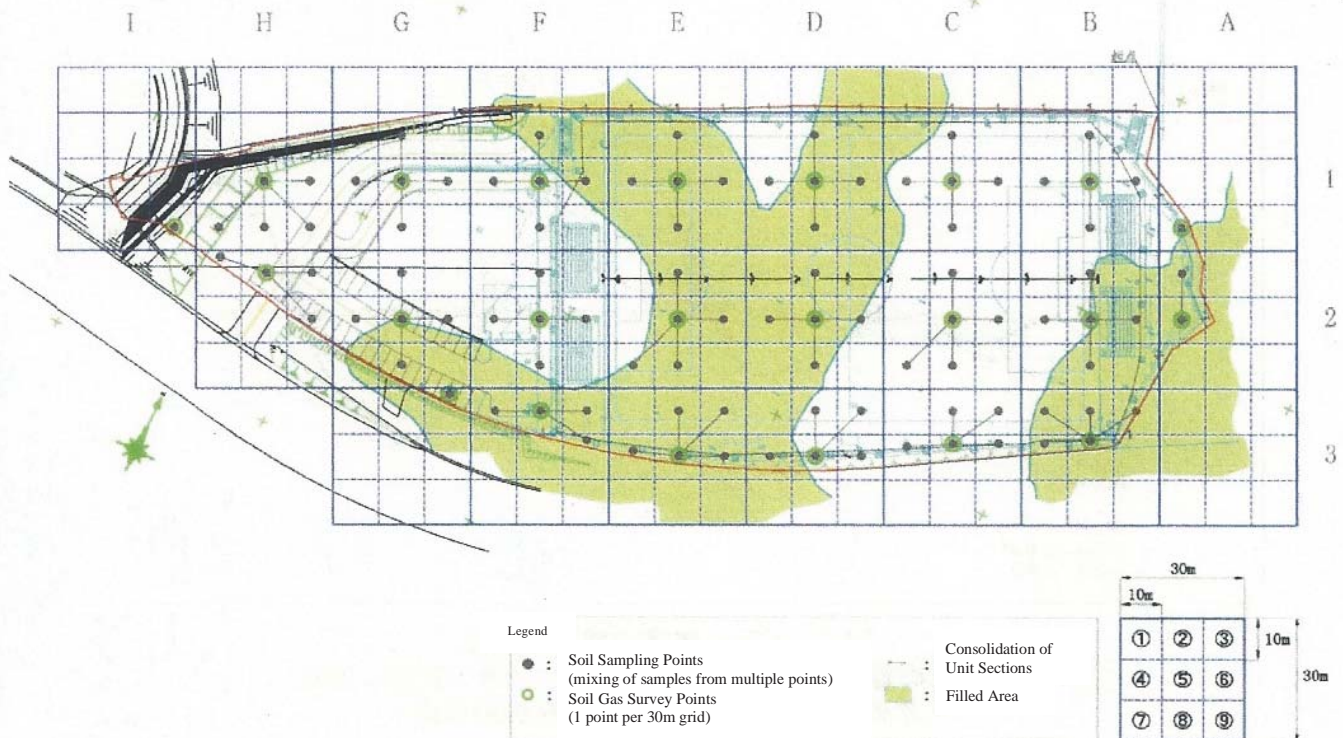 I H G F E D C B A
起点
1
2
3
30m
10m
Legend
① ② ③
10m
: Soil Sampling Points
(mixing of samples from multiple points)
: Soil Gas Survey Points
(1 point per 30m grid)
: Consolidation of
Unit Sections
: Filled Area
④ ⑤ ⑥
30m
⑦ ⑧ ⑨